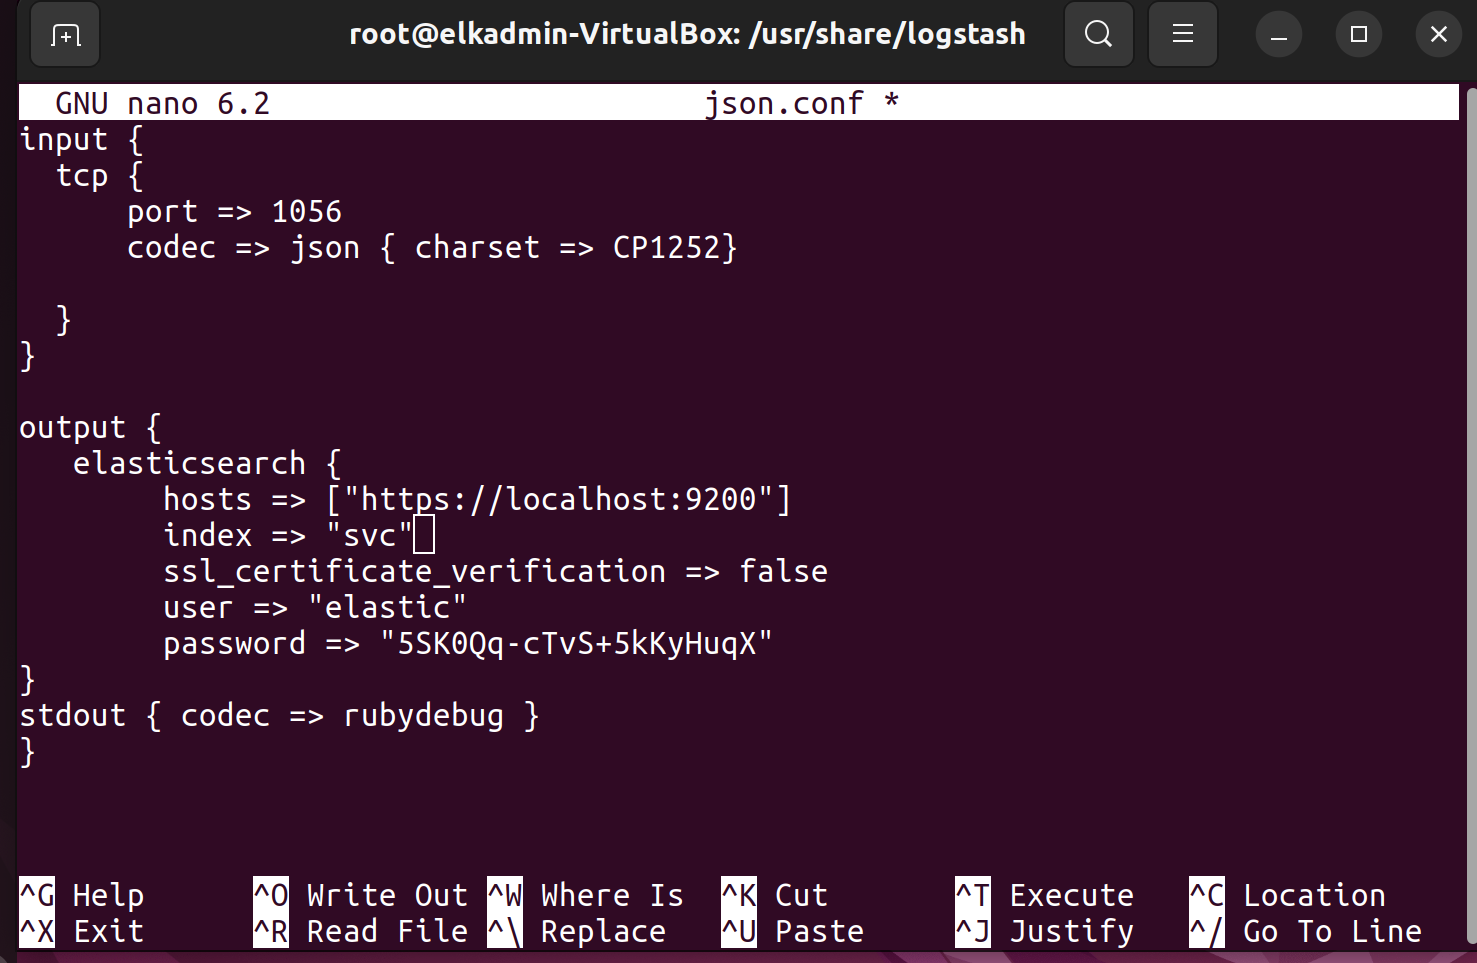 root@elkadmin-VirtualBox: /usr/share/logstash
GNU nano 6.2 json.conf *
input {
  tcp {
      port => 1056
      codec => json { charset => CP1252}

  }
}

output {
   elasticsearch {
        hosts => ["https://localhost:9200"]
        index => "svc"
        ssl_certificate_verification => false
        user => "elastic"
        password => "5SK0Qq-cTvS+5kKyHuqX"
}
stdout { codec => rubydebug }
}
^G Help ^O Write Out ^W Where Is ^K Cut ^T Execute ^C Location
^X Exit ^R Read File ^\ Replace ^U Paste ^J Justify ^/ Go To Line